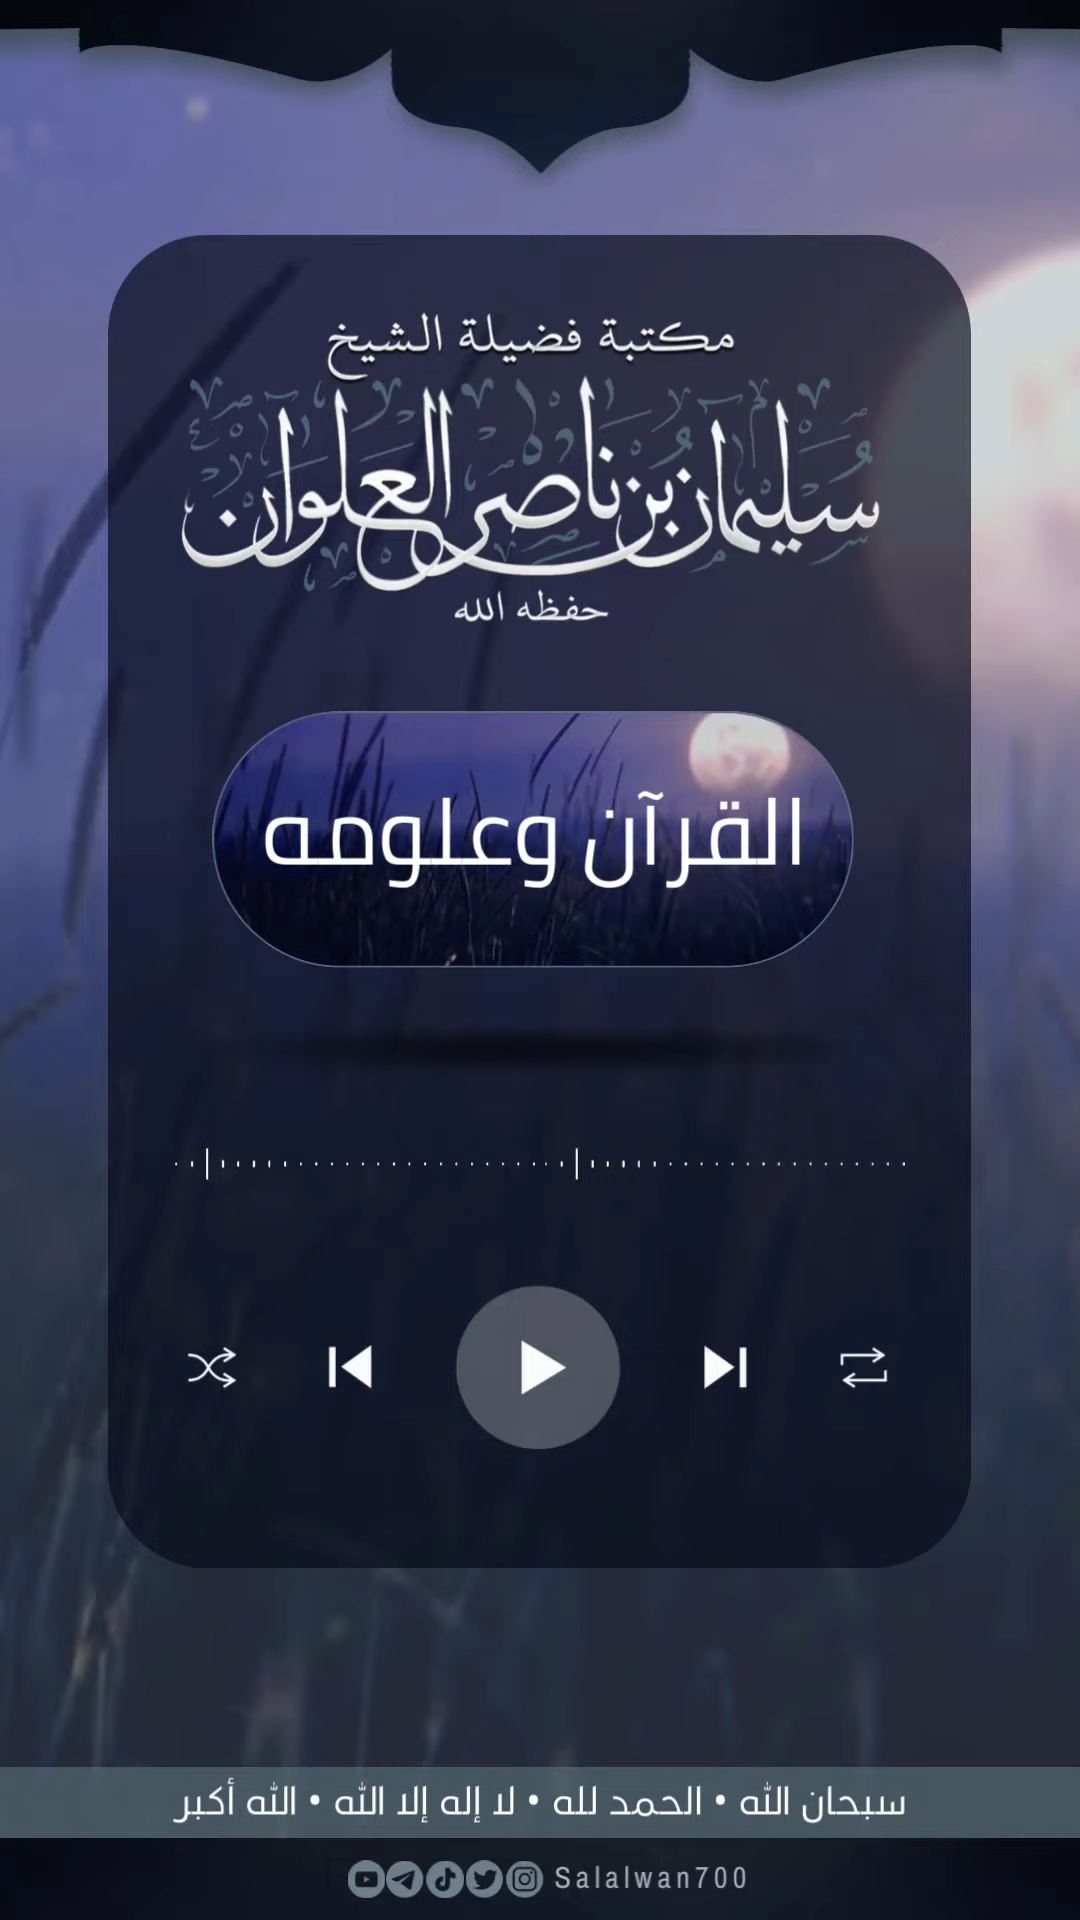 مكتبة فضيلة الشيخ
سليمان بن ناصر العلوان
حفظه الله
القرآن وعلومه
سبحان الله • الحمد لله • لا إله إلا الله • الله أكبر
Salalwan700